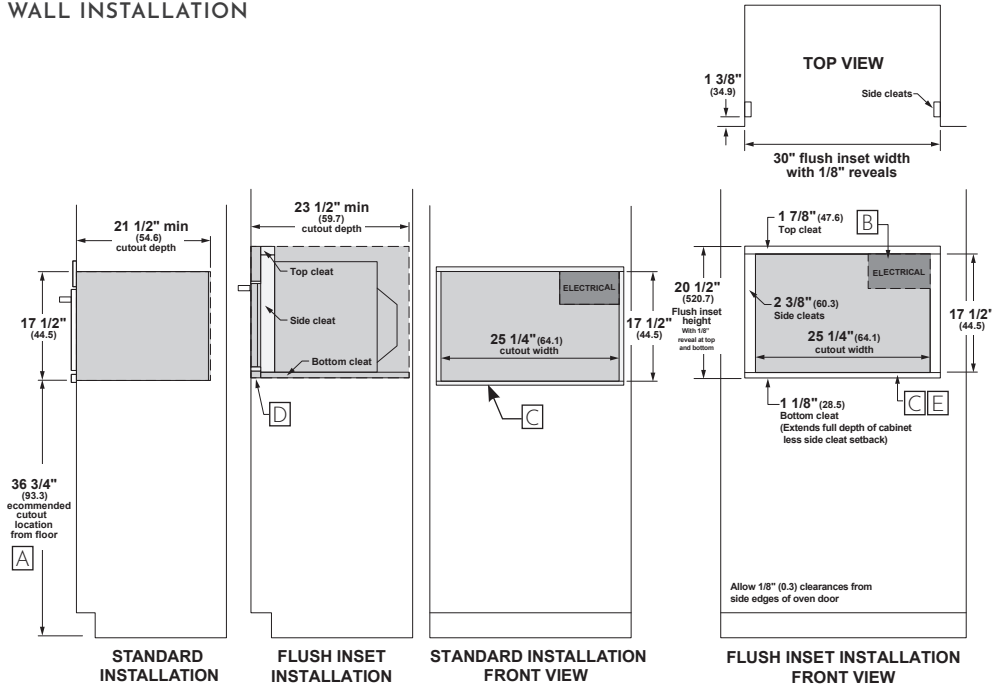 WALL INSTALLATION
TOP VIEW
1 3/8"
(34.9)
Side cleats
30" flush inset width
with 1/8" reveals
21 1/2" min
(54.6)
cutout depth
17 1/2"
(44.5)
36 3/4"
(93.3)
ecommended
cutout
location
from floor
A
STANDARD
INSTALLATION
23 1/2" min
(59.7)
cutout depth
Top cleat
Side cleat
Bottom cleat
D
FLUSH INSET
INSTALLATION
ELECTRICAL
17 1/2"
(44.5)
25 1/4" (64.1)
cutout width
C
STANDARD INSTALLATION
FRONT VIEW
1 7/8" (47.6)
Top cleat
B
ELECTRICAL
20 1/2"
(520.7)
Flush inset
height
With 1/8"
reveal at top
and bottom
2 3/8" (60.3)
Side cleats
17 1/2"
(44.5)
25 1/4" (64.1)
cutout width
C E
1 1/8" (28.5)
Bottom cleat
(Extends full depth of cabinet
less side cleat setback)
Allow 1/8" (0.3) clearances from
side edges of oven door
FLUSH INSET INSTALLATION
FRONT VIEW